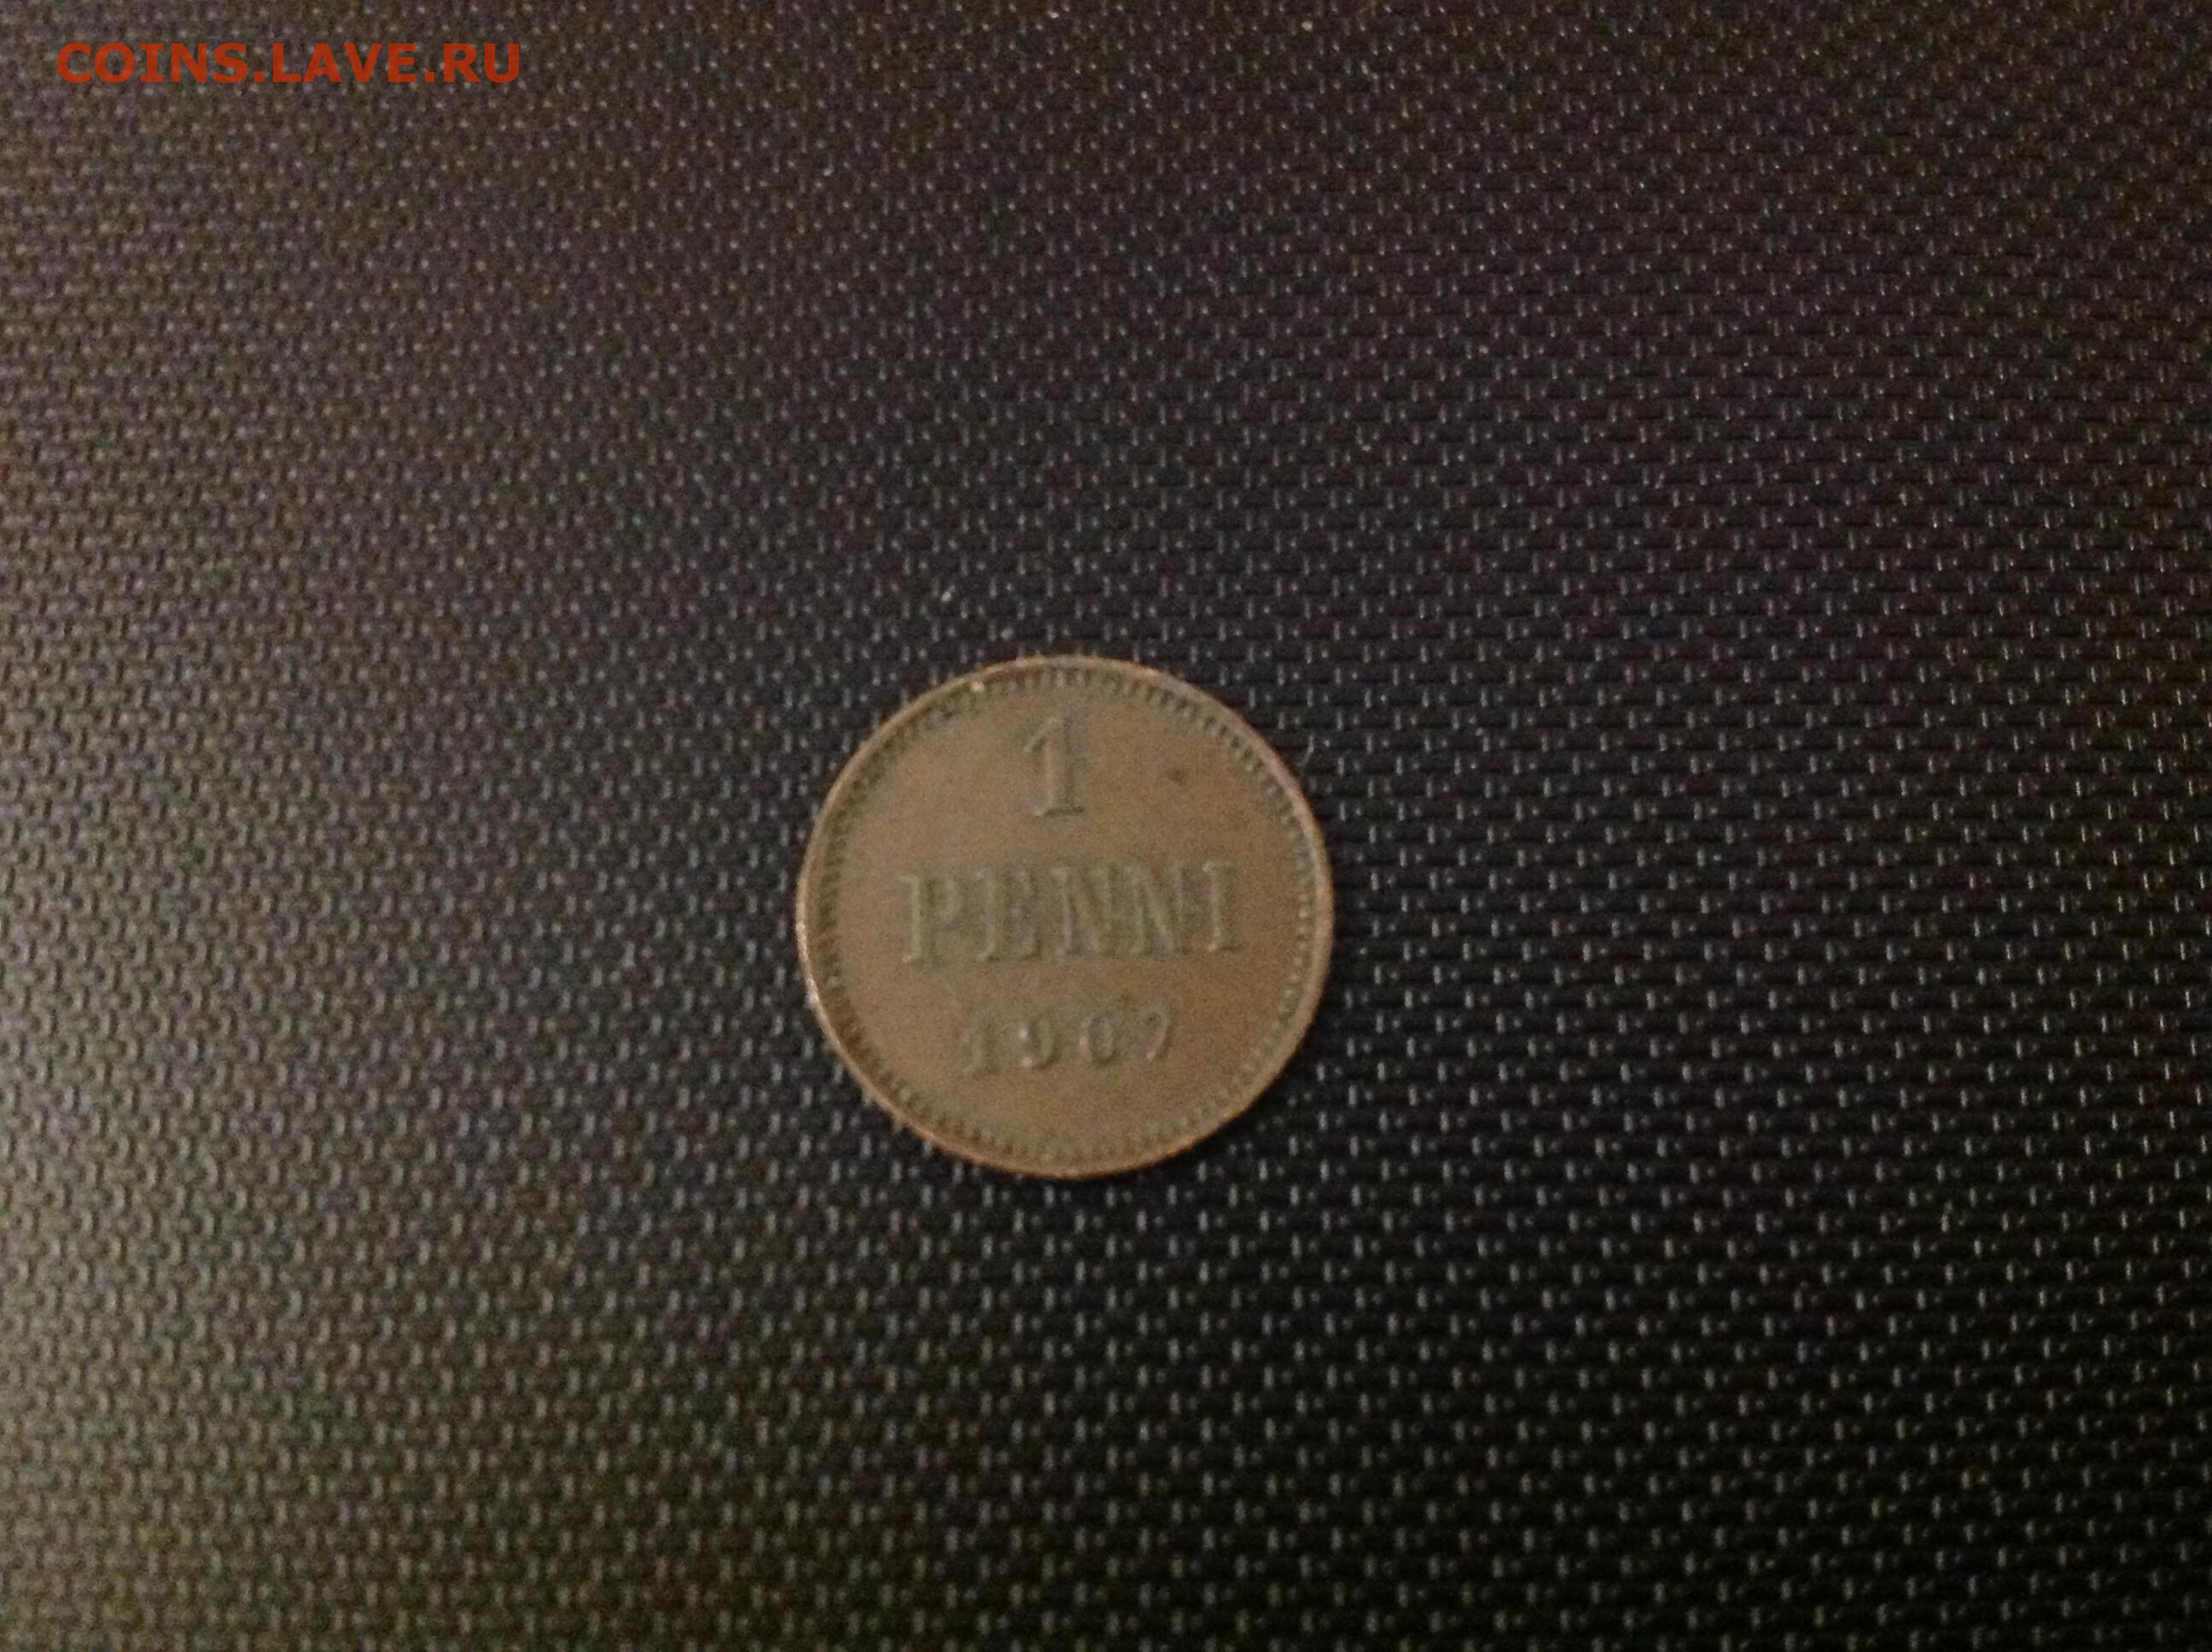 COINS.LAVE.RU
1
PENNI
1907